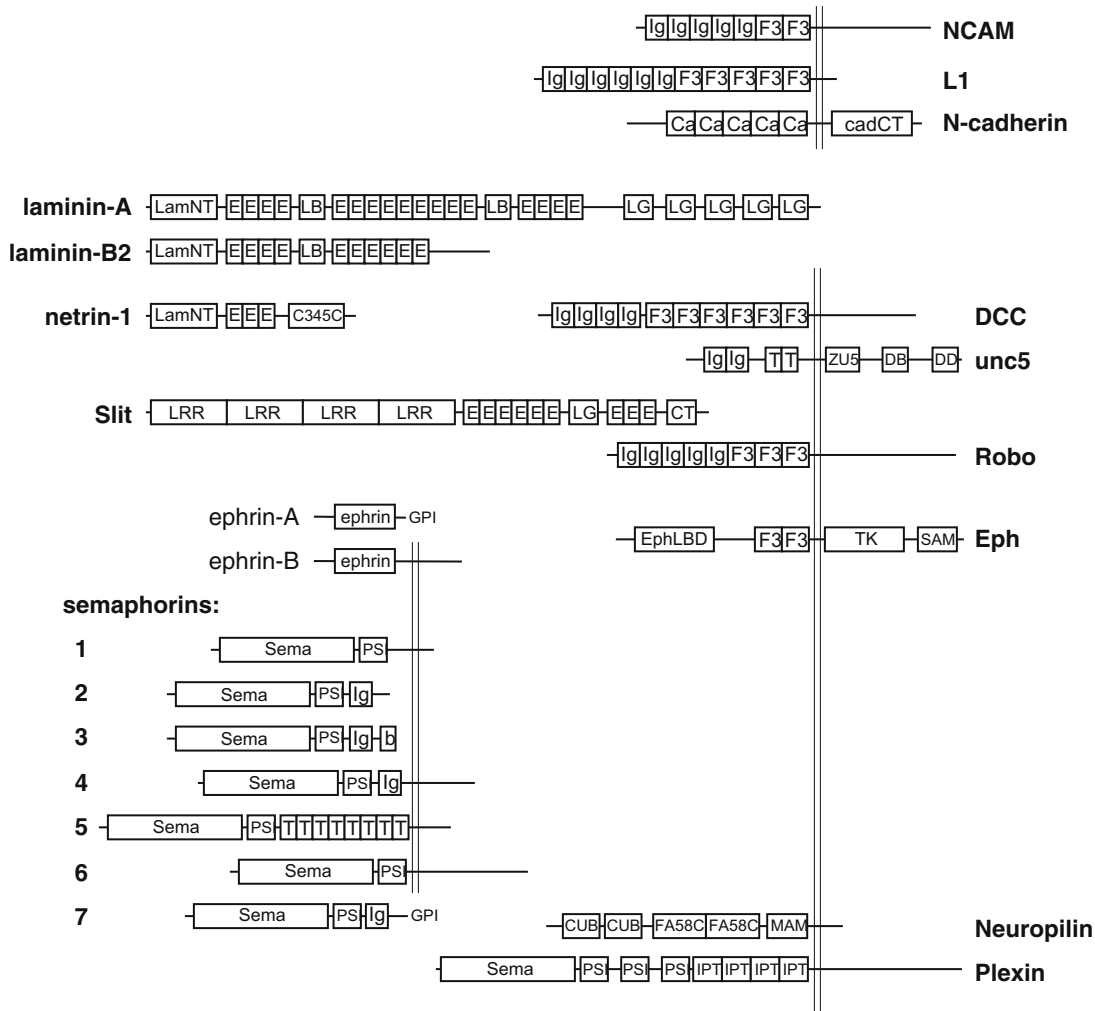 Ig Ig Ig Ig Ig F3 F3 NCAM
Ig Ig Ig Ig Ig Ig F3 F3 F3 F3 F3 L1
Ca Ca Ca Ca Ca cadCT N-cadherin
laminin-A LamNT E E E E LB E E E E E E E E E LB E E E E LG LG LG LG LG
laminin-B2 LamNT E E E E LB E E E E E E
netrin-1 LamNT E E E C345C Ig Ig Ig Ig F3 F3 F3 F3 F3 F3 DCC
Ig Ig T T ZU5 DB DD unc5
Slit LRR LRR LRR LRR E E E E E E LG E E E CT
Ig Ig Ig Ig Ig F3 F3 F3 Robo
ephrin-A ephrin GPI
EphLBD F3 F3 TK SAM Eph
ephrin-B ephrin
semaphorins:
1 Sema PS
2 Sema PS Ig
3 Sema PS Ig b
4 Sema PS Ig
5 Sema PS T T T T T T T T
6 Sema PSI
7 Sema PS Ig GPI
CUB CUB FA58C FA58C MAM Neuropilin
Sema PSI PSI PSI IPT IPT IPT IPT Plexin